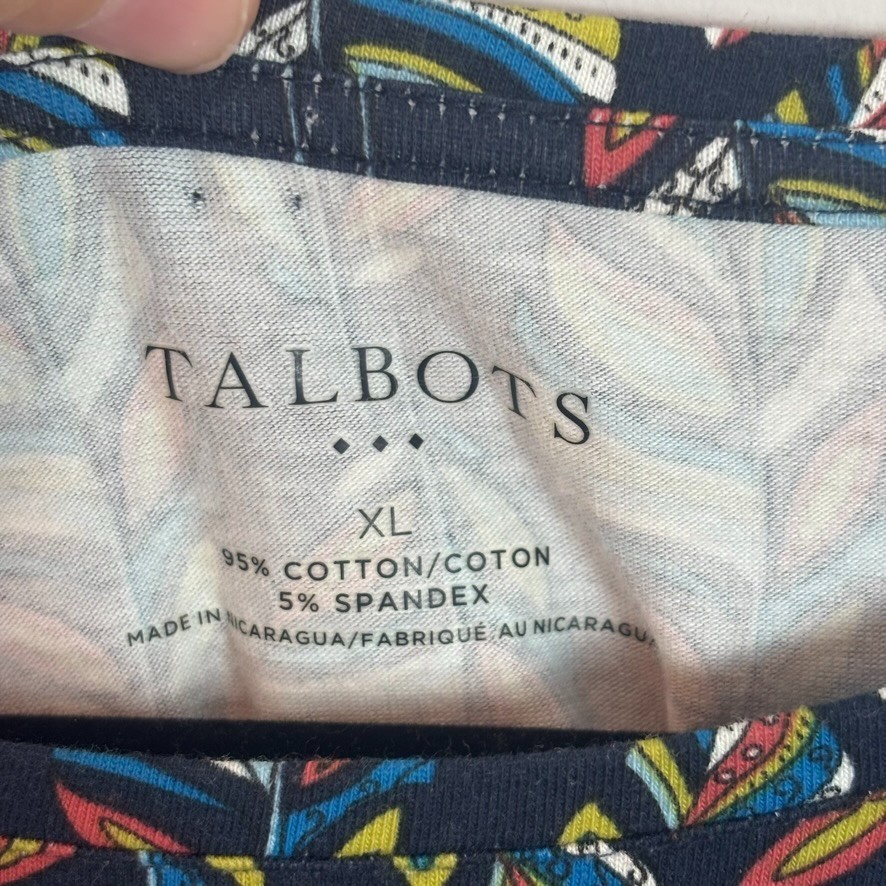 TALBOTS
XL
95% COTTON/COTON
5% SPANDEX
MADE IN NICARAGUA/FABRIQUÉ AU NICARAGUA